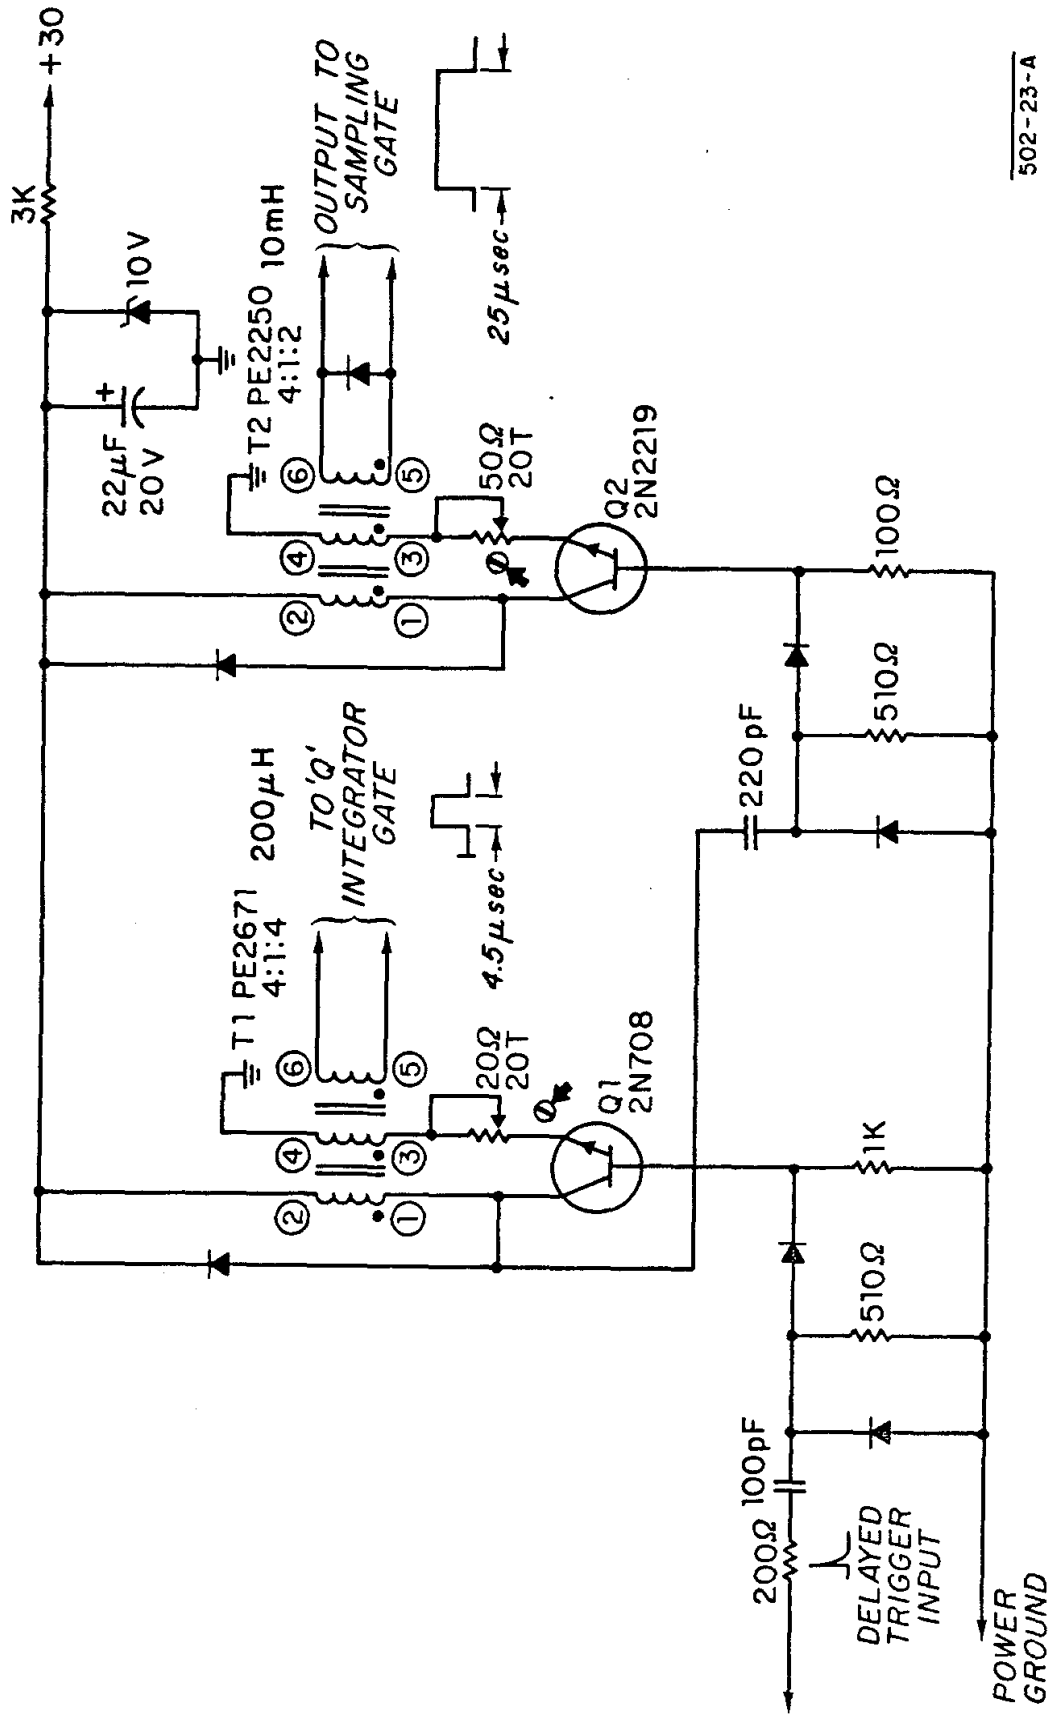 3K
+30
22µF
20V
+
10V
T2 PE2250 10mH
4:1:2
OUTPUT TO
SAMPLING
GATE
25µsec
②
④
⑥
①
③
⑤
50Ω
20T
Q2
2N2219
T1 PE2671 200µH
4:1:4
TO 'Q'
INTEGRATOR
GATE
4.5µsec
②
④
⑥
①
③
⑤
20Ω
20T
Q1
2N708
200Ω
100pF
510Ω
1K
220pF
510Ω
100Ω
DELAYED
TRIGGER
INPUT
POWER
GROUND
502-23-A